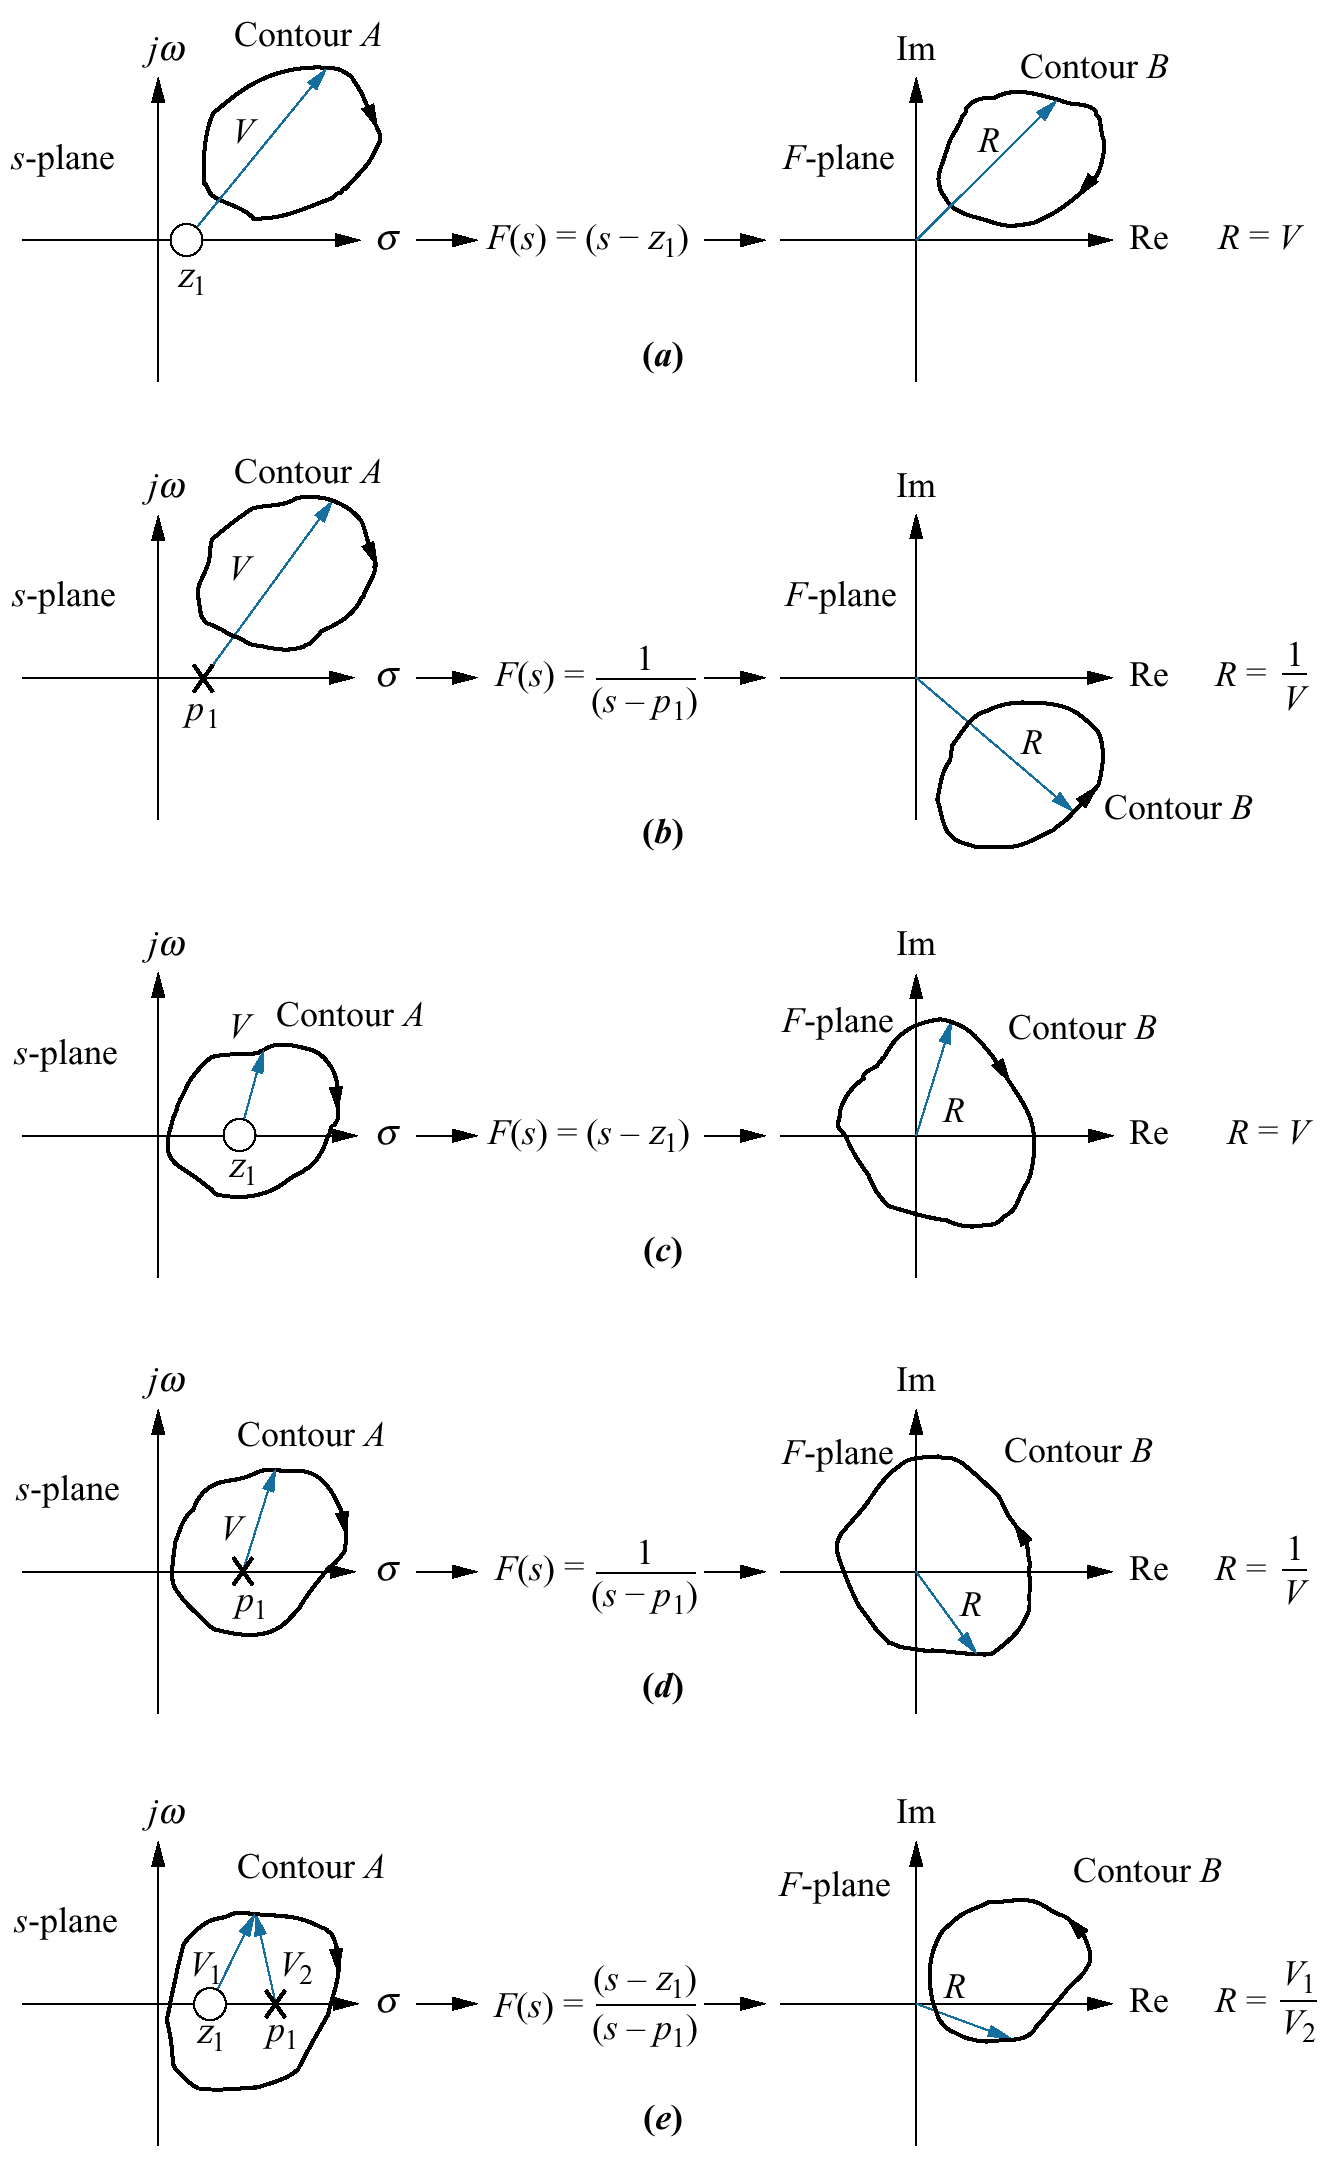 jω Contour A Im Contour B
s-plane V F-plane R
z₁ σ F(s) = (s − z₁) Re R = V
(a)
jω Contour A Im
s-plane V F-plane
p₁ σ F(s) = 1/(s − p₁) Re R = 1/V
R Contour B
(b)
jω V Contour A Im Contour B
s-plane F-plane R
z₁ σ F(s) = (s − z₁) Re R = V
(c)
jω Contour A Im Contour B
s-plane V F-plane
p₁ σ F(s) = 1/(s − p₁) Re R = 1/V
R
(d)
jω Contour A Im Contour B
s-plane V₁ V₂ F-plane R
z₁ p₁ σ F(s) = (s − z₁)/(s − p₁) Re R = V₁/V₂
(e)